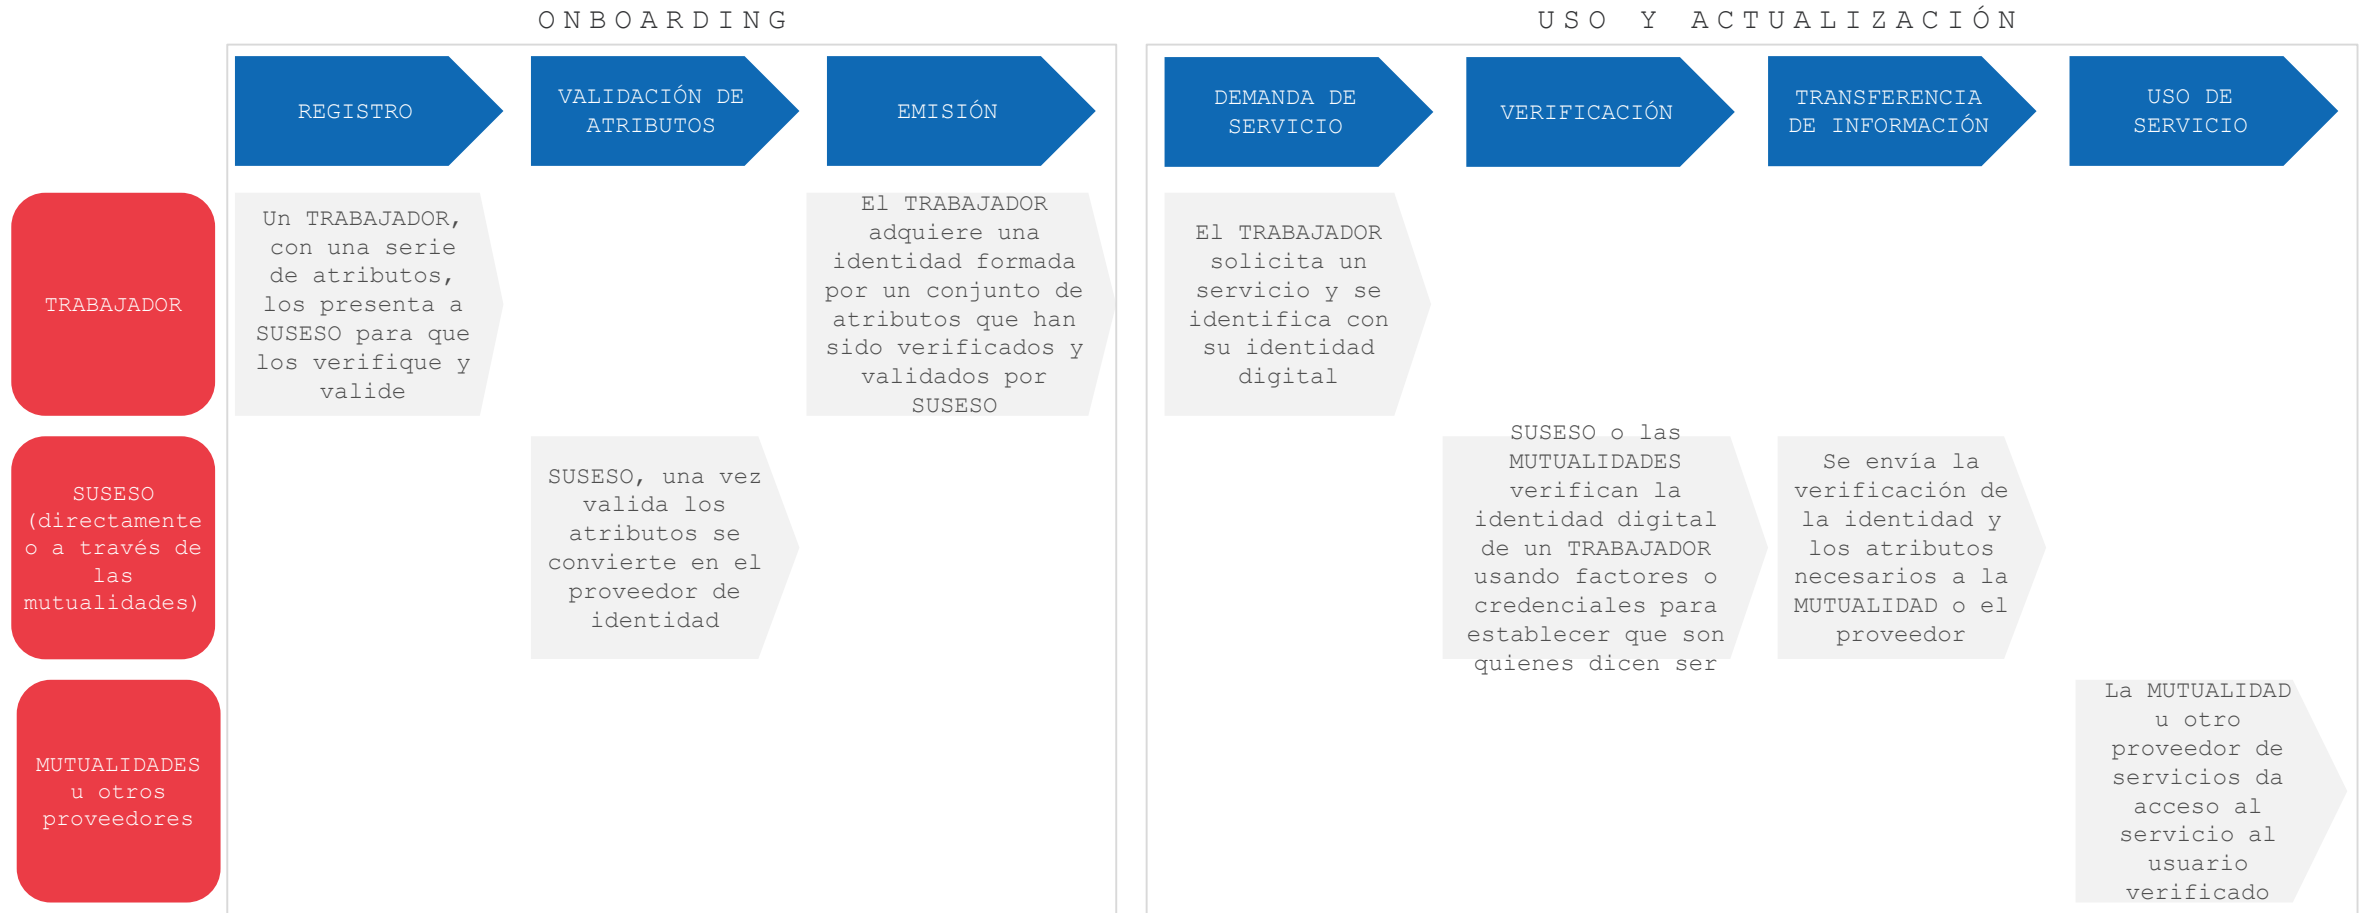 ONBOARDING
USO Y ACTUALIZACIÓN
REGISTRO
VALIDACIÓN DE
ATRIBUTOS
EMISIÓN
DEMANDA DE
SERVICIO
VERIFICACIÓN
TRANSFERENCIA
DE INFORMACIÓN
USO DE
SERVICIO
TRABAJADOR
Un TRABAJADOR,
con una serie
de atributos,
los presenta a
SUSESO para que
los verifique y
valide
El TRABAJADOR
adquiere una
identidad formada
por un conjunto de
atributos que han
sido verificados y
validados por
SUSESO
El TRABAJADOR
solicita un
servicio y se
identifica con
su identidad
digital
SUSESO
(directamente
o a través de
las
mutualidades)
SUSESO, una vez
valida los
atributos se
convierte en el
proveedor de
identidad
SUSESO o las
MUTUALIDADES
verifican la
identidad digital
de un TRABAJADOR
usando factores o
credenciales para
establecer que son
quienes dicen ser
Se envía la
verificación de
la identidad y
los atributos
necesarios a la
MUTUALIDAD o el
proveedor
MUTUALIDADES
u otros
proveedores
La MUTUALIDAD
u otro
proveedor de
servicios da
acceso al
servicio al
usuario
verificado